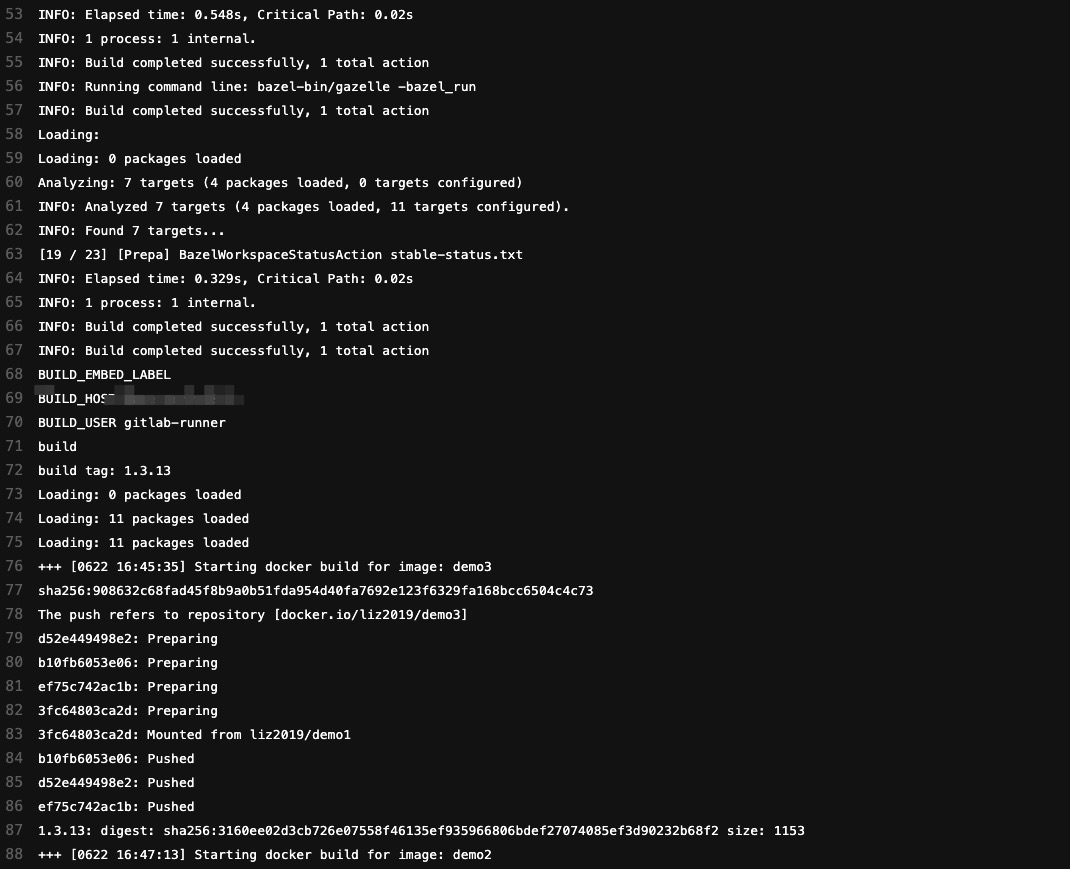 53 INFO: Elapsed time: 0.548s, Critical Path: 0.02s
54 INFO: 1 process: 1 internal.
55 INFO: Build completed successfully, 1 total action
56 INFO: Running command line: bazel-bin/gazelle -bazel_run
57 INFO: Build completed successfully, 1 total action
58 Loading:
59 Loading: 0 packages loaded
60 Analyzing: 7 targets (4 packages loaded, 0 targets configured)
61 INFO: Analyzed 7 targets (4 packages loaded, 11 targets configured).
62 INFO: Found 7 targets...
63 [19 / 23] [Prepa] BazelWorkspaceStatusAction stable-status.txt
64 INFO: Elapsed time: 0.329s, Critical Path: 0.02s
65 INFO: 1 process: 1 internal.
66 INFO: Build completed successfully, 1 total action
67 INFO: Build completed successfully, 1 total action
68 BUILD_EMBED_LABEL
69 BUILD_HOST
70 BUILD_USER gitlab-runner
71 build
72 build tag: 1.3.13
73 Loading: 0 packages loaded
74 Loading: 11 packages loaded
75 Loading: 11 packages loaded
76 +++ [0622 16:45:35] Starting docker build for image: demo3
77 sha256:908632c68fad45f8b9a0b51fda954d40fa7692e123f6329fa168bcc6504c4c73
78 The push refers to repository [docker.io/liz2019/demo3]
79 d52e449498e2: Preparing
80 b10fb6053e06: Preparing
81 ef75c742ac1b: Preparing
82 3fc64803ca2d: Preparing
83 3fc64803ca2d: Mounted from liz2019/demo1
84 b10fb6053e06: Pushed
85 d52e449498e2: Pushed
86 ef75c742ac1b: Pushed
87 1.3.13: digest: sha256:3160ee02d3cb726e07558f46135ef935966806bdef27074085ef3d90232b68f2 size: 1153
88 +++ [0622 16:47:13] Starting docker build for image: demo2